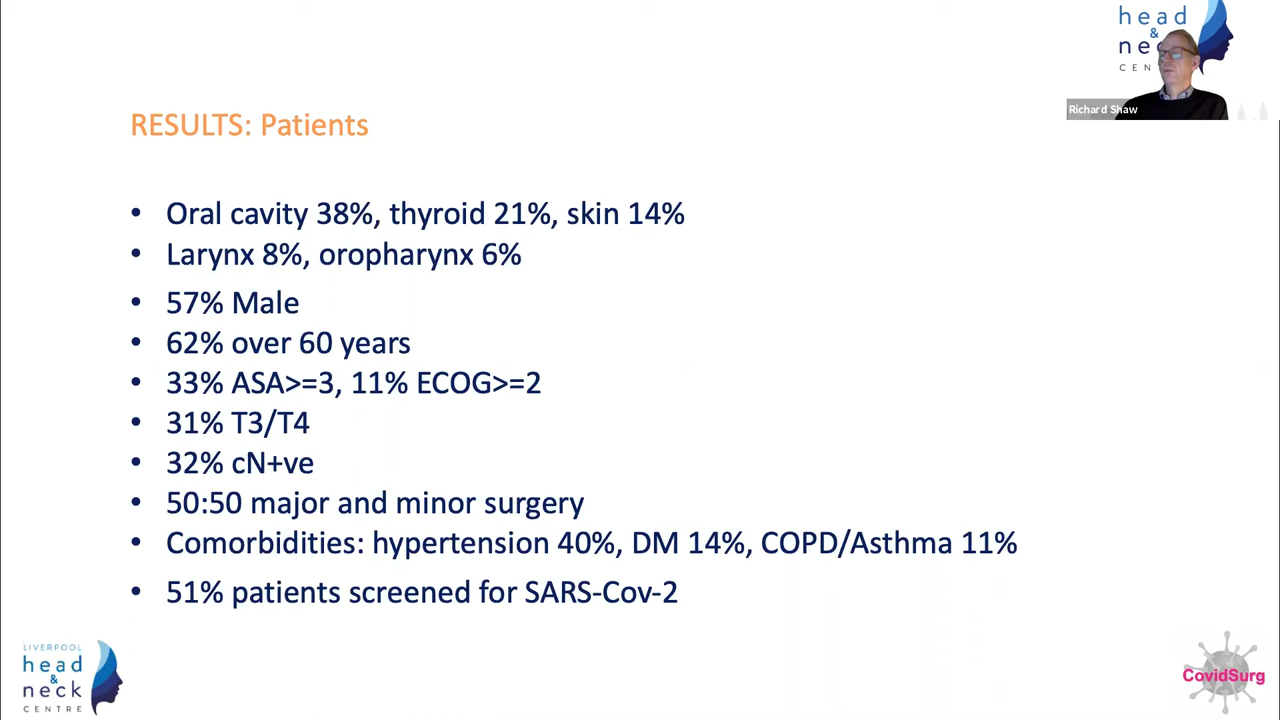 head
&
ne
CEN
Richard Shaw
RESULTS: Patients
• Oral cavity 38%, thyroid 21%, skin 14%
• Larynx 8%, oropharynx 6%
• 57% Male
• 62% over 60 years
• 33% ASA>=3, 11% ECOG>=2
• 31% T3/T4
• 32% cN+ve
• 50:50 major and minor surgery
• Comorbidities: hypertension 40%, DM 14%, COPD/Asthma 11%
• 51% patients screened for SARS-Cov-2
LIVERPOOL
head
&
neck
CENTRE
CovidSurg